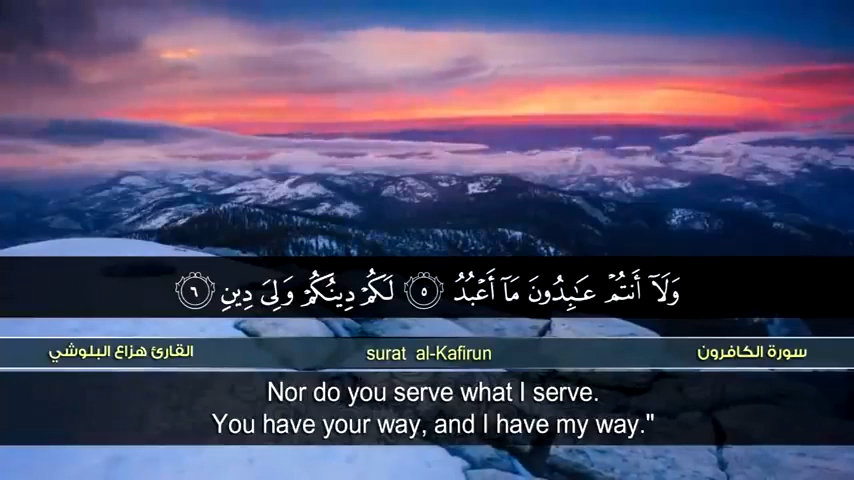 وَلَآ أَنتُمْ عَـٰبِدُونَ مَآ أَعْبُدُ ٥ لَكُمْ دِينُكُمْ وَلِىَ دِينِ ٦
سورة الكافرون surat al-Kafirun القارئ هزاع البلوشي
Nor do you serve what I serve.
You have your way, and I have my way."